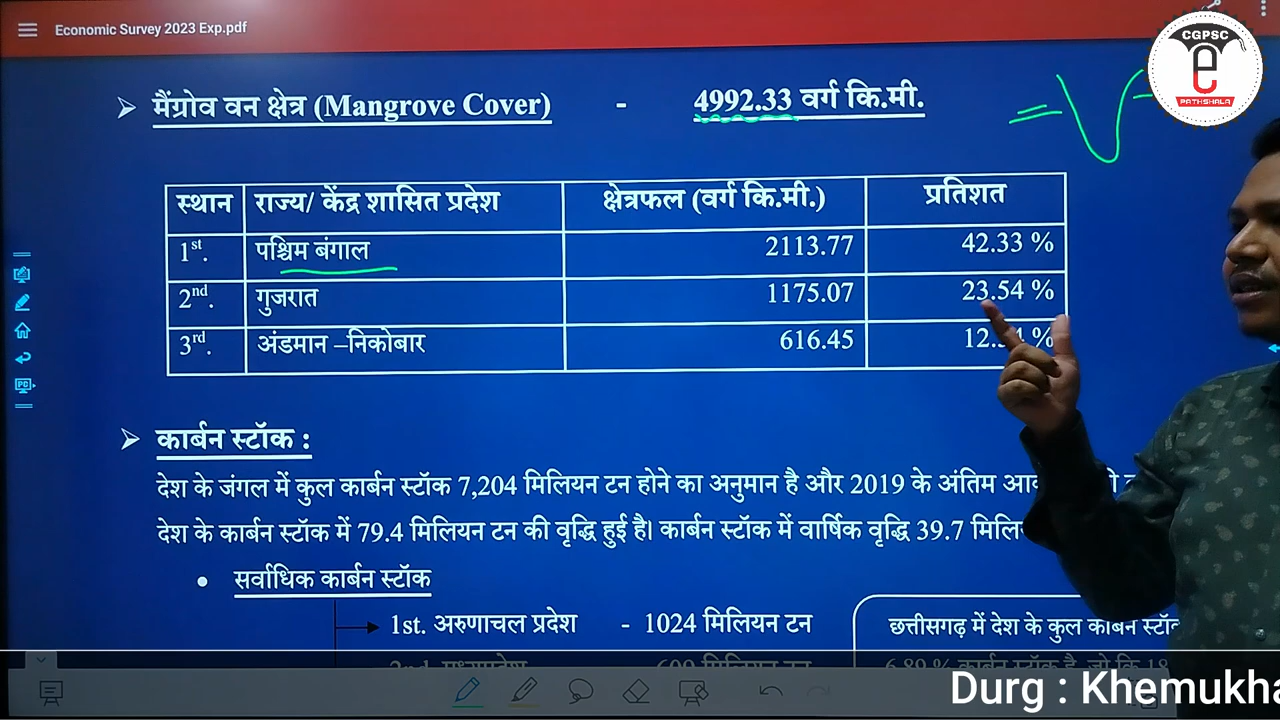 Economic Survey 2023 Exp.pdf
CGPSC
e
PATHSHALA
मैंग्रोव वन क्षेत्र (Mangrove Cover) - 4992.33 वर्ग कि.मी.
स्थान राज्य/ केंद्र शासित प्रदेश क्षेत्रफल (वर्ग कि.मी.) प्रतिशत
1st. पश्चिम बंगाल 2113.77 42.33 %
2nd. गुजरात 1175.07 23.54 %
3rd. अंडमान –निकोबार 616.45 %
कार्बन स्टॉक :
देश के जंगल में कुल कार्बन स्टॉक 7,204 मिलियन टन होने का अनुमान है और 2019 के अंतिम
देश के कार्बन स्टॉक में 79.4 मिलियन टन की वृद्धि हुई है। कार्बन स्टॉक में वार्षिक वृद्धि 39.7
सर्वाधिक कार्बन स्टॉक
1st. अरुणाचल प्रदेश - 1024 मिलियन टन
छत्तीसगढ़ में देश के कुल कार्बन
Durg : Khemukha